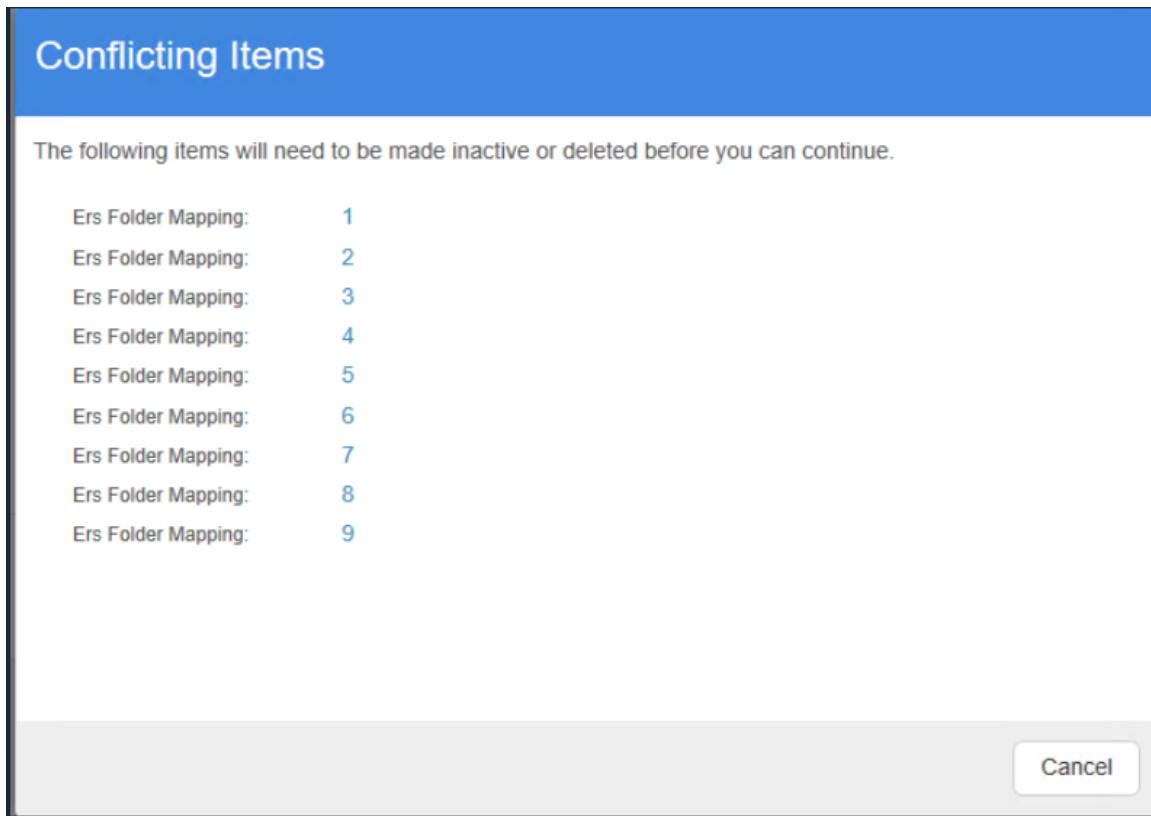 Conflicting Items
The following items will need to be made inactive or deleted before you can continue.
Ers Folder Mapping: 1
Ers Folder Mapping: 2
Ers Folder Mapping: 3
Ers Folder Mapping: 4
Ers Folder Mapping: 5
Ers Folder Mapping: 6
Ers Folder Mapping: 7
Ers Folder Mapping: 8
Ers Folder Mapping: 9
Cancel